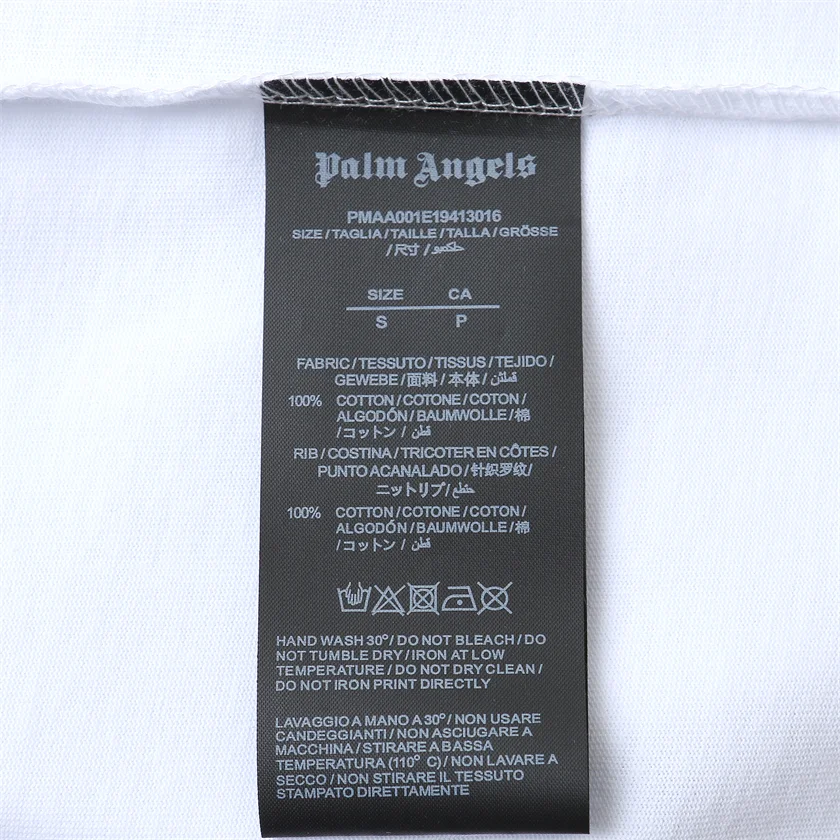 Palm Angels
PMAA001E19413016
SIZE/TAGLIA/TAILLE/TALLA/GRÖSSE
/尺寸/
SIZE CA
S P
FABRIC/TESSUTO/TISSUS/TEJIDO/
GEWEBE/面料/本体/
100% COTTON/COTONE/COTON/
ALGODÓN/BAUMWOLLE/棉
/コットン/ قطن
RIB/COSTINA/TRICOTER EN CÔTES/
PUNTO ACANALADO/针织罗纹/
ニットリブ/
100% COTTON/COTONE/COTON/
ALGODÓN/BAUMWOLLE/棉
/コットン/ قطن
HAND WASH 30°/DO NOT BLEACH/DO
NOT TUMBLE DRY/IRON AT LOW
TEMPERATURE/DO NOT DRY CLEAN/
DO NOT IRON PRINT DIRECTLY
LAVAGGIO A MANO A 30°/NON USARE
CANDEGGIANTI/NON ASCIUGARE A
MACCHINA/STIRARE A BASSA
TEMPERATURA (110° C)/NON LAVARE A
SECCO/NON STIRARE IL TESSUTO
STAMPATO DIRETTAMENTE